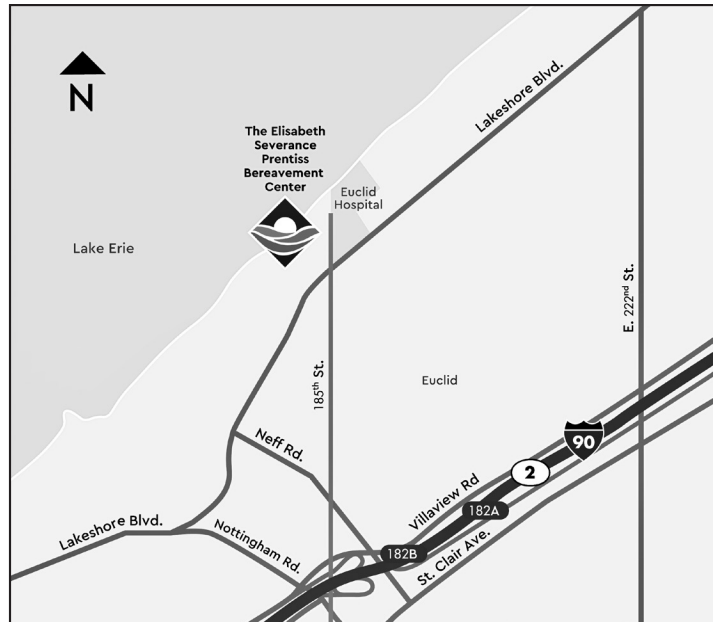 N
Lakeshore Blvd.
The Elisabeth
Severance
Prentiss
Bereavement
Center
Euclid
Hospital
Lake Erie
E. 222nd St.
185th St.
Euclid
90
Neff Rd.
2
Villaview Rd
182A
Lakeshore Blvd.
Nottingham Rd.
182B
St. Clair Ave.